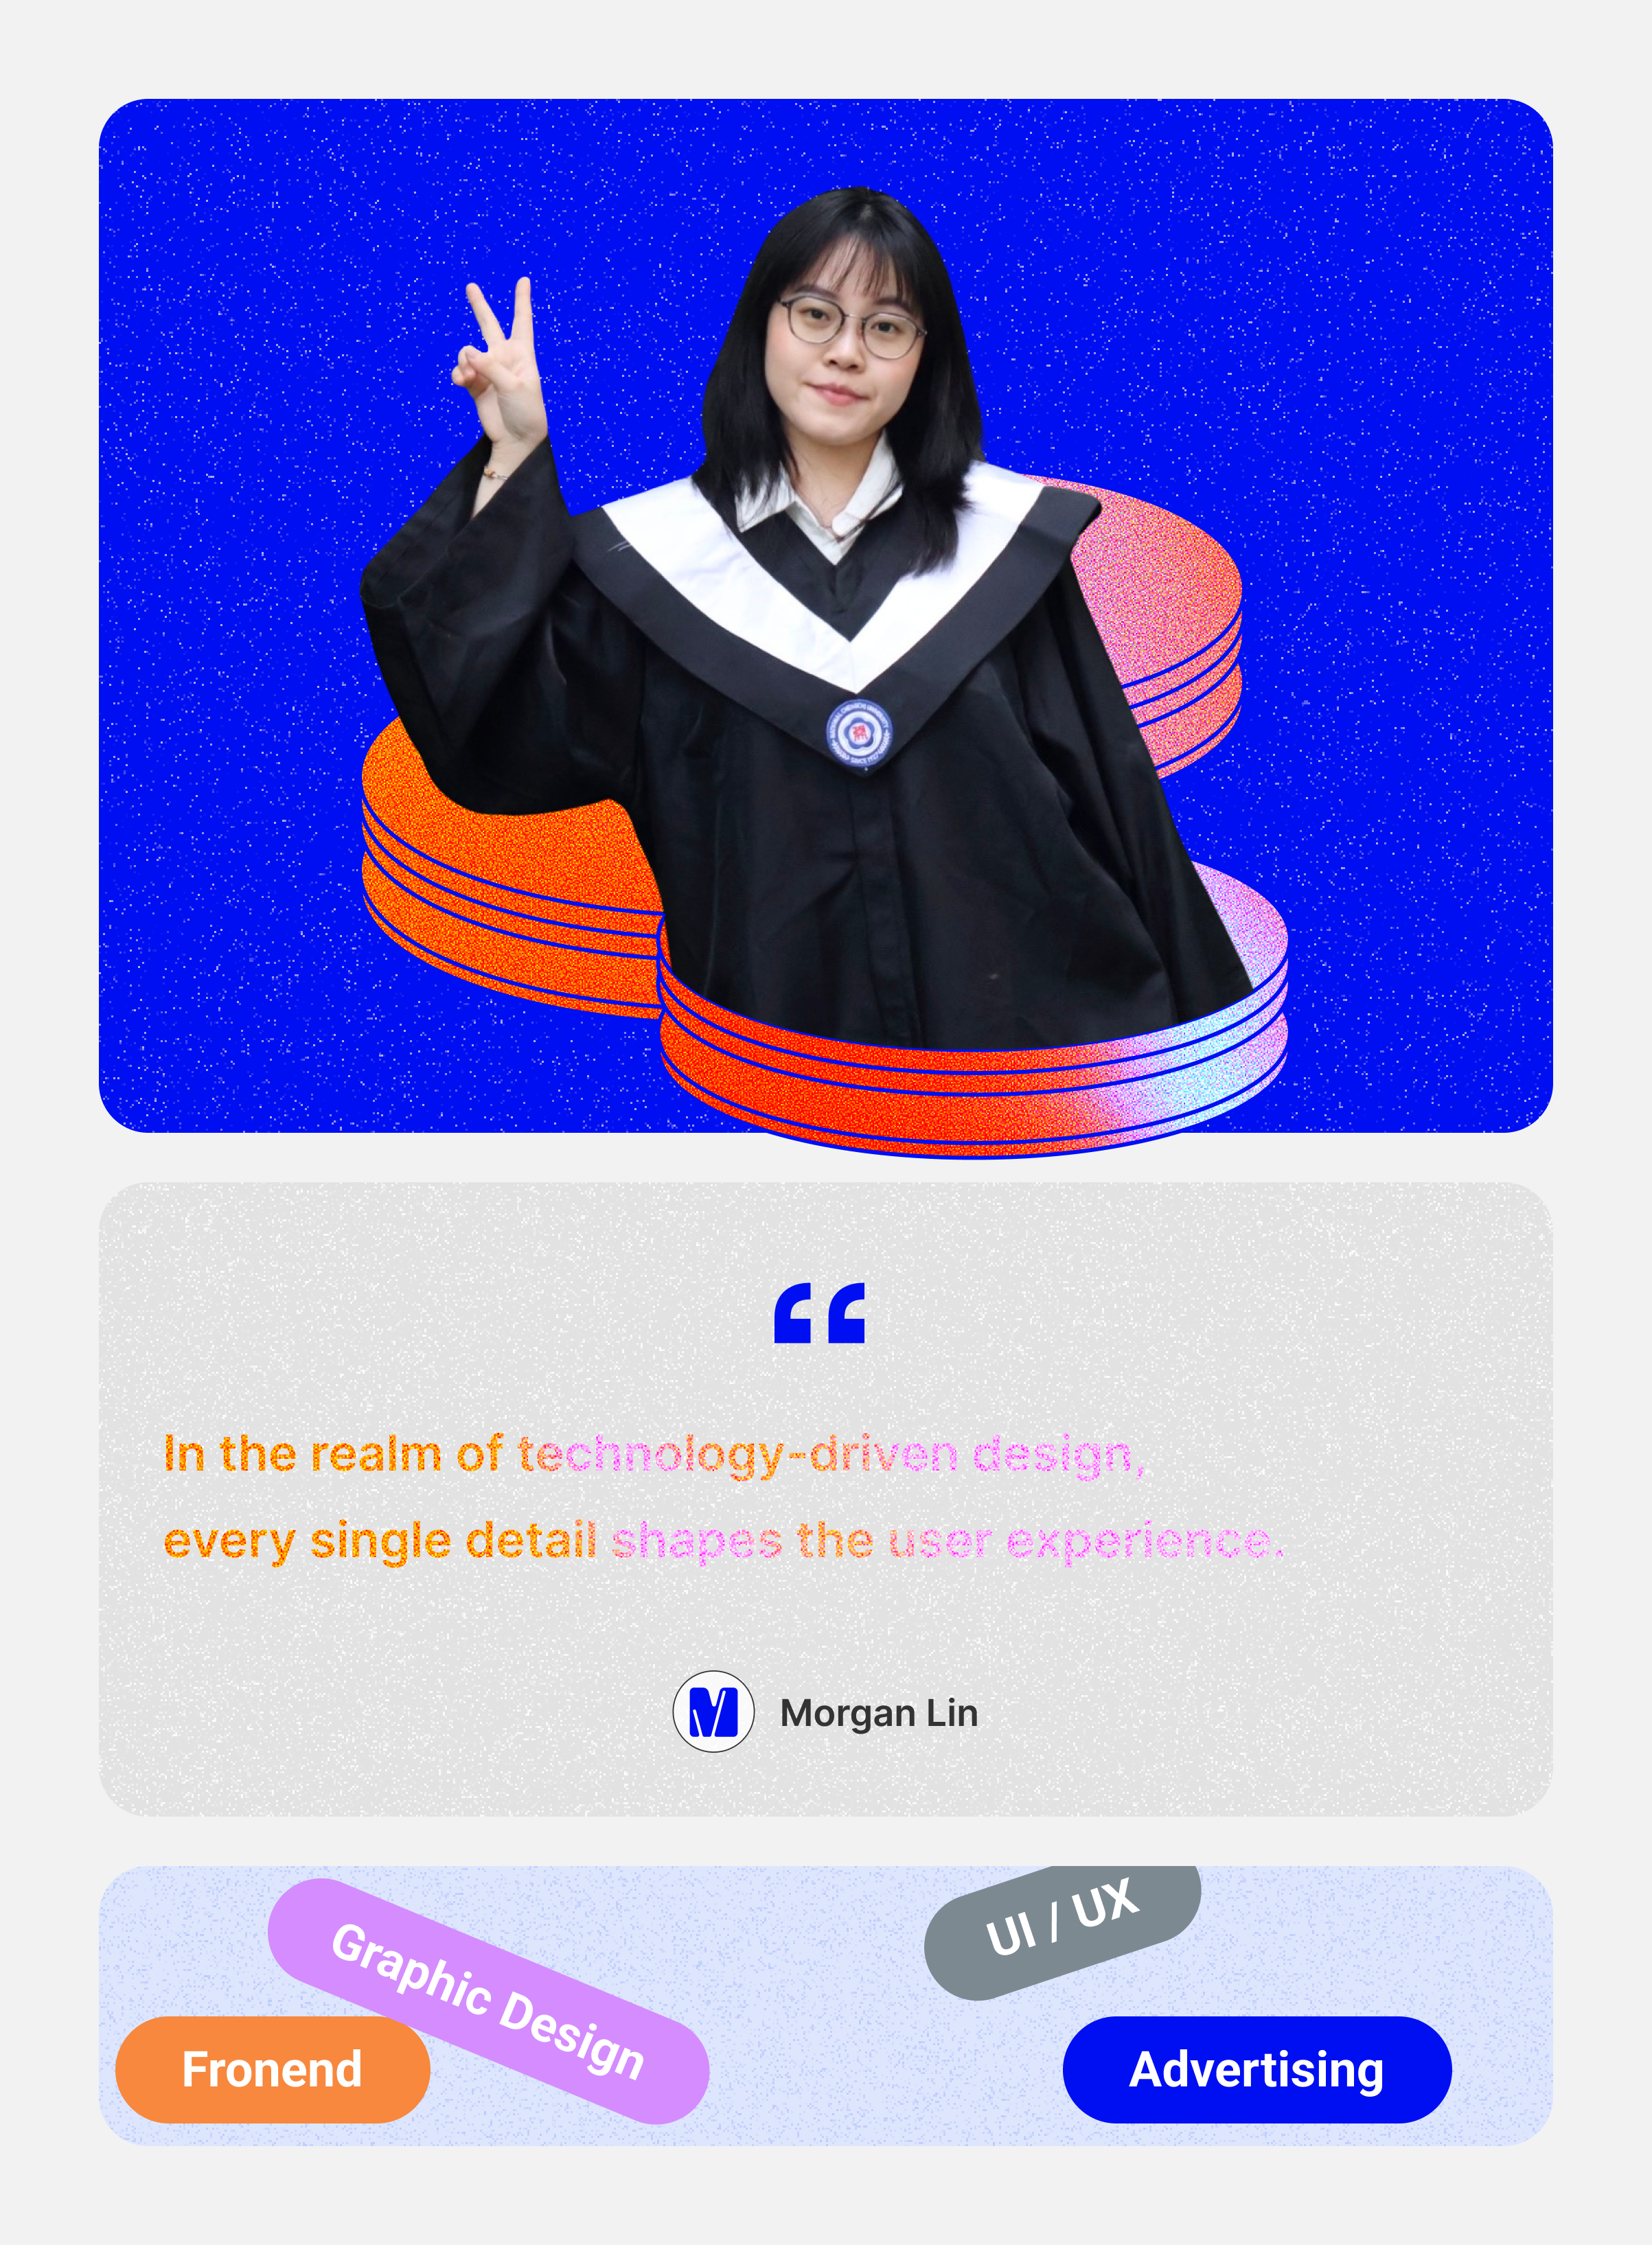 In the realm of technology-driven design,
every single detail shapes the user experience.
Morgan Lin
Graphic Design
UI / UX
Fronend
Advertising